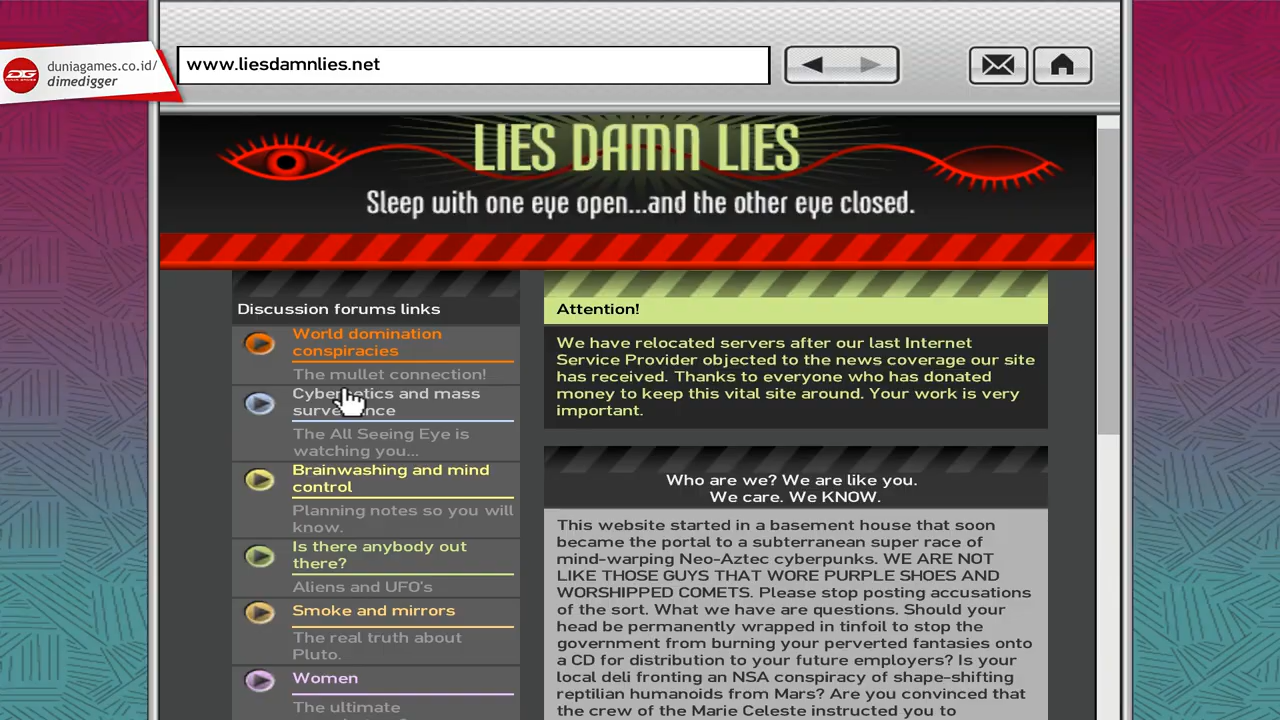 www.liesdamnlies.net
duniagames.co.id/
dimedigger
DG
LIES DAMN LIES
Sleep with one eye open...and the other eye closed.
Discussion forums links
World domination
conspiracies
The mullet connection!
Cybernetics and mass
The All Seeing Eye is
watching you...
Brainwashing and mind
control
Planning notes so you will
know.
Is there anybody out
there?
Aliens and UFO's
Smoke and mirrors
The real truth about
Pluto.
Women
The ultimate
Attention!
We have relocated servers after our last Internet
Service Provider objected to the news coverage our site
has received. Thanks to everyone who has donated
money to keep this vital site around. Your work is very
important.
Who are we? We are like you.
We care. We KNOW.
This website started in a basement house that soon
became the portal to a subterranean super race of
mind-warping Neo-Aztec cyberpunks. WE ARE NOT
LIKE THOSE GUYS THAT WORE PURPLE SHOES AND
WORSHIPPED COMETS. Please stop posting accusations
of the sort. What we have are questions. Should your
head be permanently wrapped in tinfoil to stop the
government from burning your perverted fantasies onto
a CD for distribution to your future employers? Is your
local deli fronting an NSA conspiracy of shape-shifting
reptilian humanoids from Mars? Are you convinced that
the crew of the Marie Celeste instructed you to